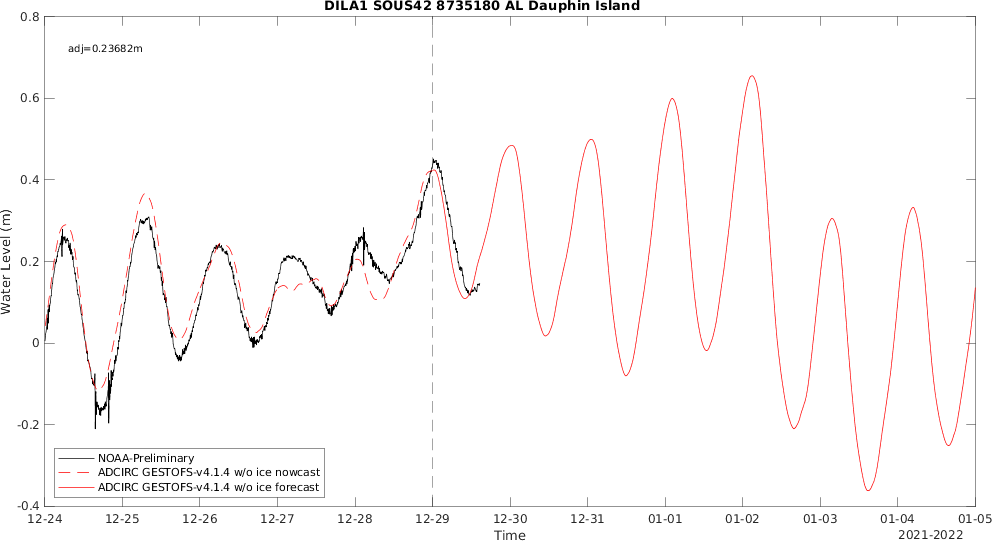 DILA1 SOUS42 8735180 AL Dauphin Island
adj=0.23682m
Water Level (m)
0.8
0.6
0.4
0.2
0
-0.2
-0.4
NOAA-Preliminary
ADCIRC GESTOFS-v4.1.4 w/o ice nowcast
ADCIRC GESTOFS-v4.1.4 w/o ice forecast
12-24 12-25 12-26 12-27 12-28 12-29 12-30 12-31 01-01 01-02 01-03 01-04 01-05
Time
2021-2022